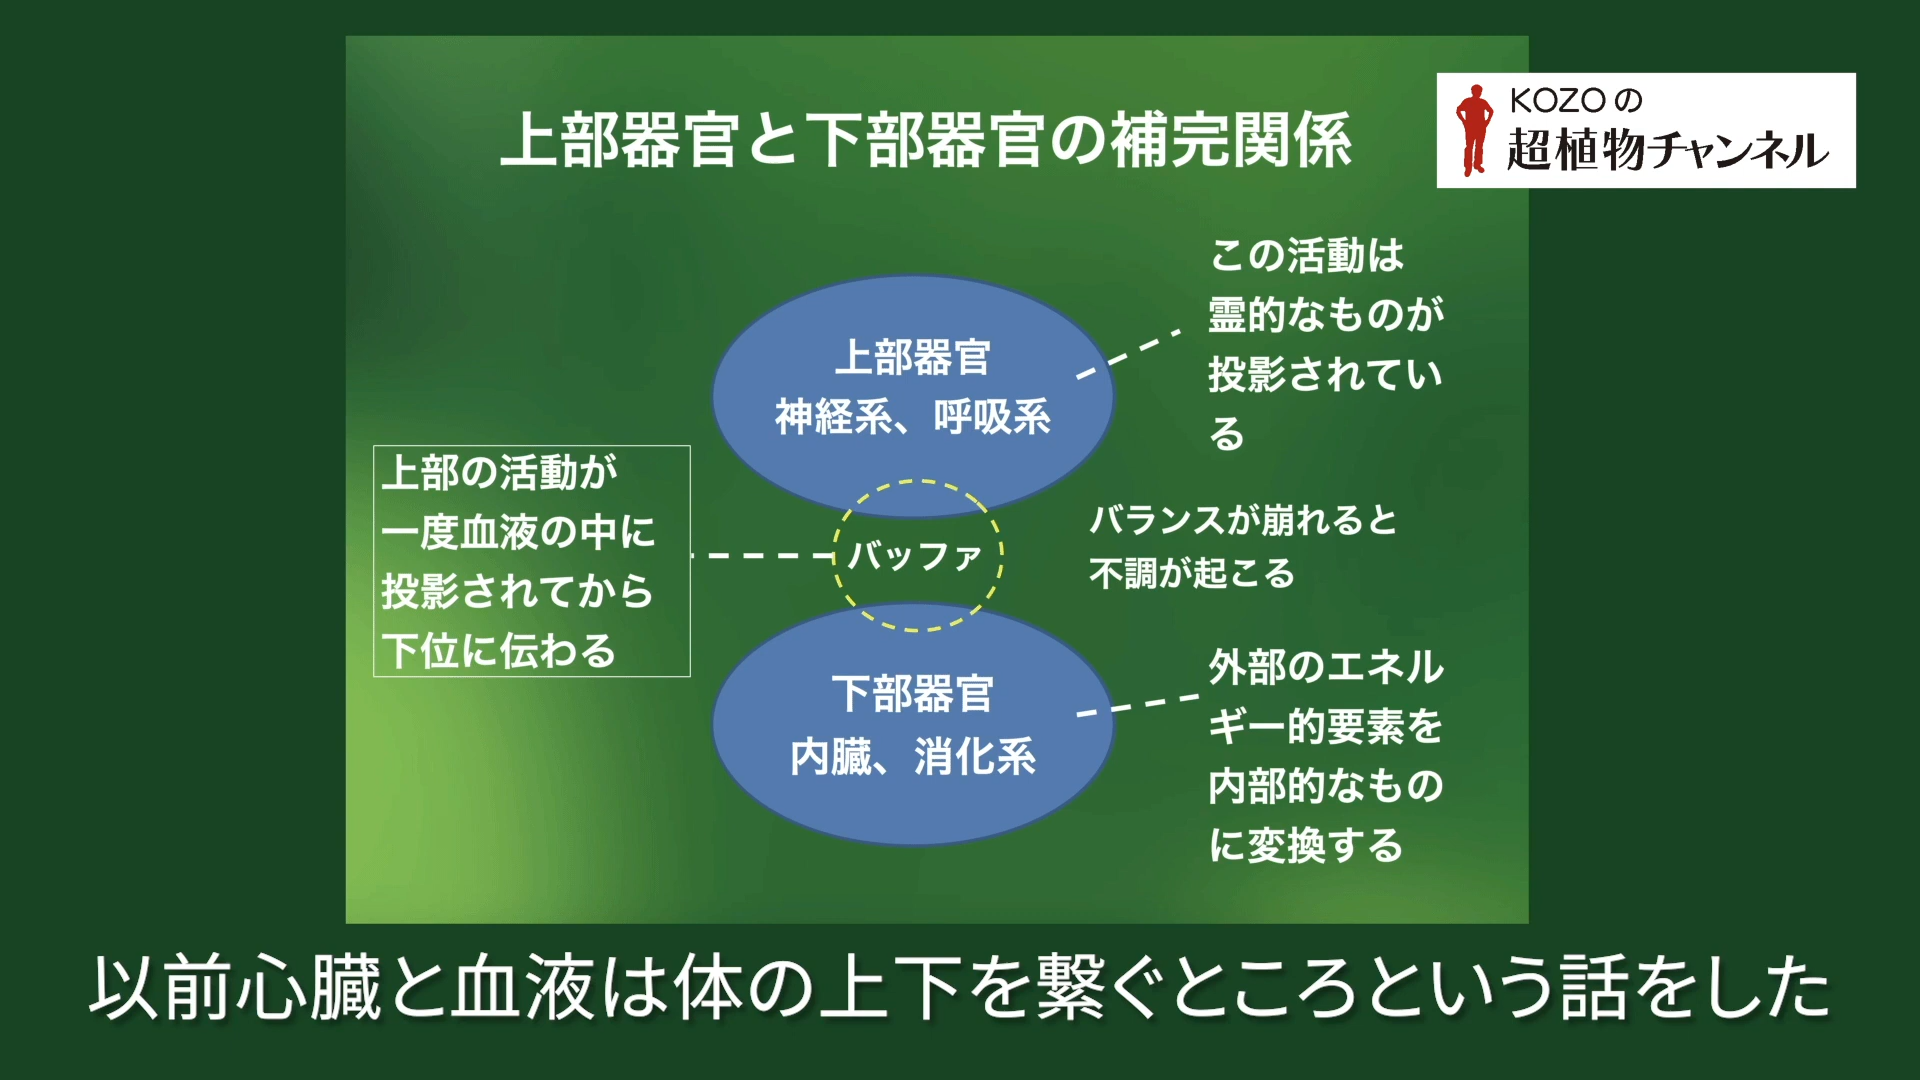 上部器官と下部器官の補完関係
KOZOの
超植物チャンネル
この活動は
霊的なものが
投影されてい
る
上部器官
神経系、呼吸系
上部の活動が
一度血液の中に
投影されてから
下位に伝わる
バッファ
バランスが崩れると
不調が起こる
下部器官
内臓、消化系
外部のエネル
ギー的要素を
内部的なもの
に変換する
以前心臓と血液は体の上下を繋ぐところという話をした